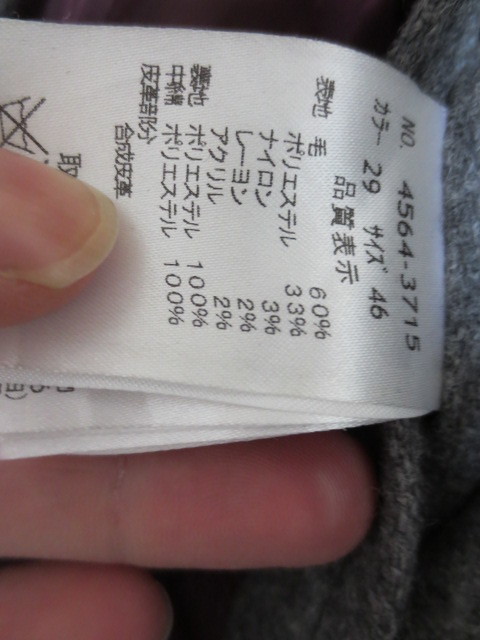 NO. 4564-3715
カラー 29 サイズ 46
品質表示
表地 毛 60%
ポリエステル 33%
ナイロン 3%
レーヨン 2%
アクリル 2%
裏地 ポリエステル 100%
中綿 ポリエステル 100%
皮革部分 合成皮革
取